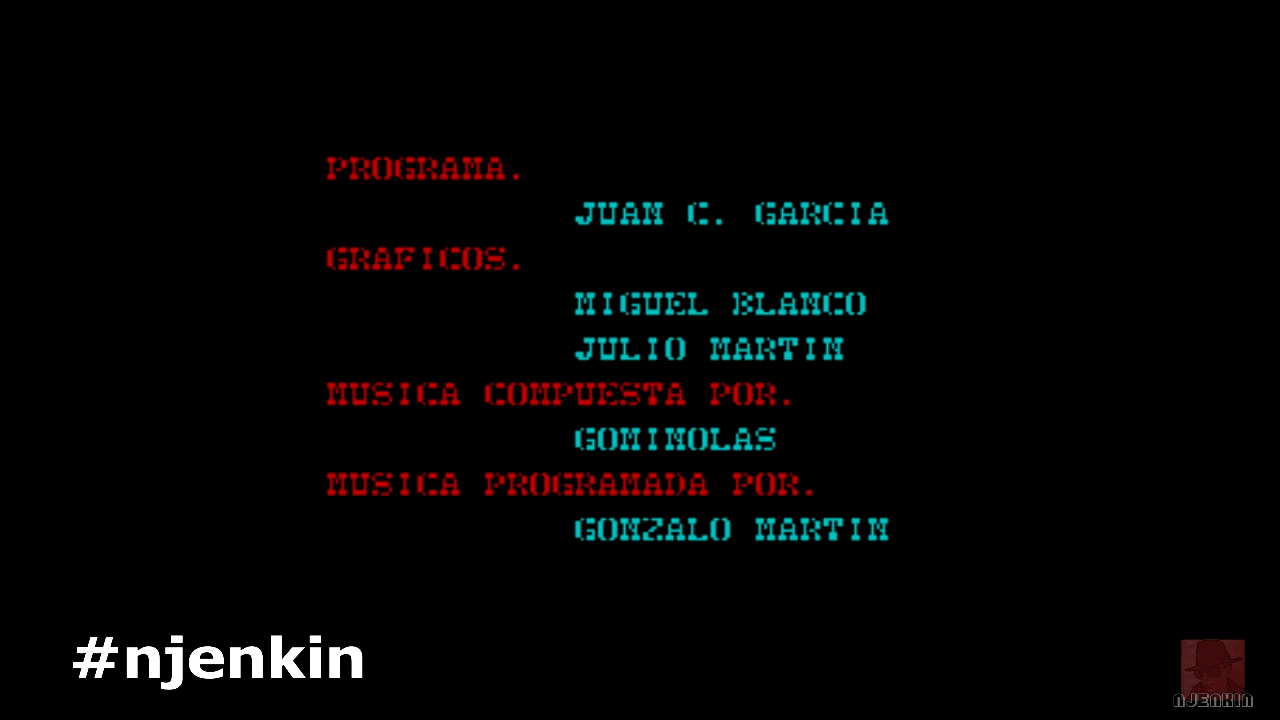 PROGRAMA.
JUAN C. GARCIA
GRAFICOS.
MIGUEL BLANCO
JULIO MARTIN
MUSICA COMPUESTA POR.
GOMINOLAS
MUSICA PROGRAMADA POR.
GONZALO MARTIN
#njenkin
NJENKIN